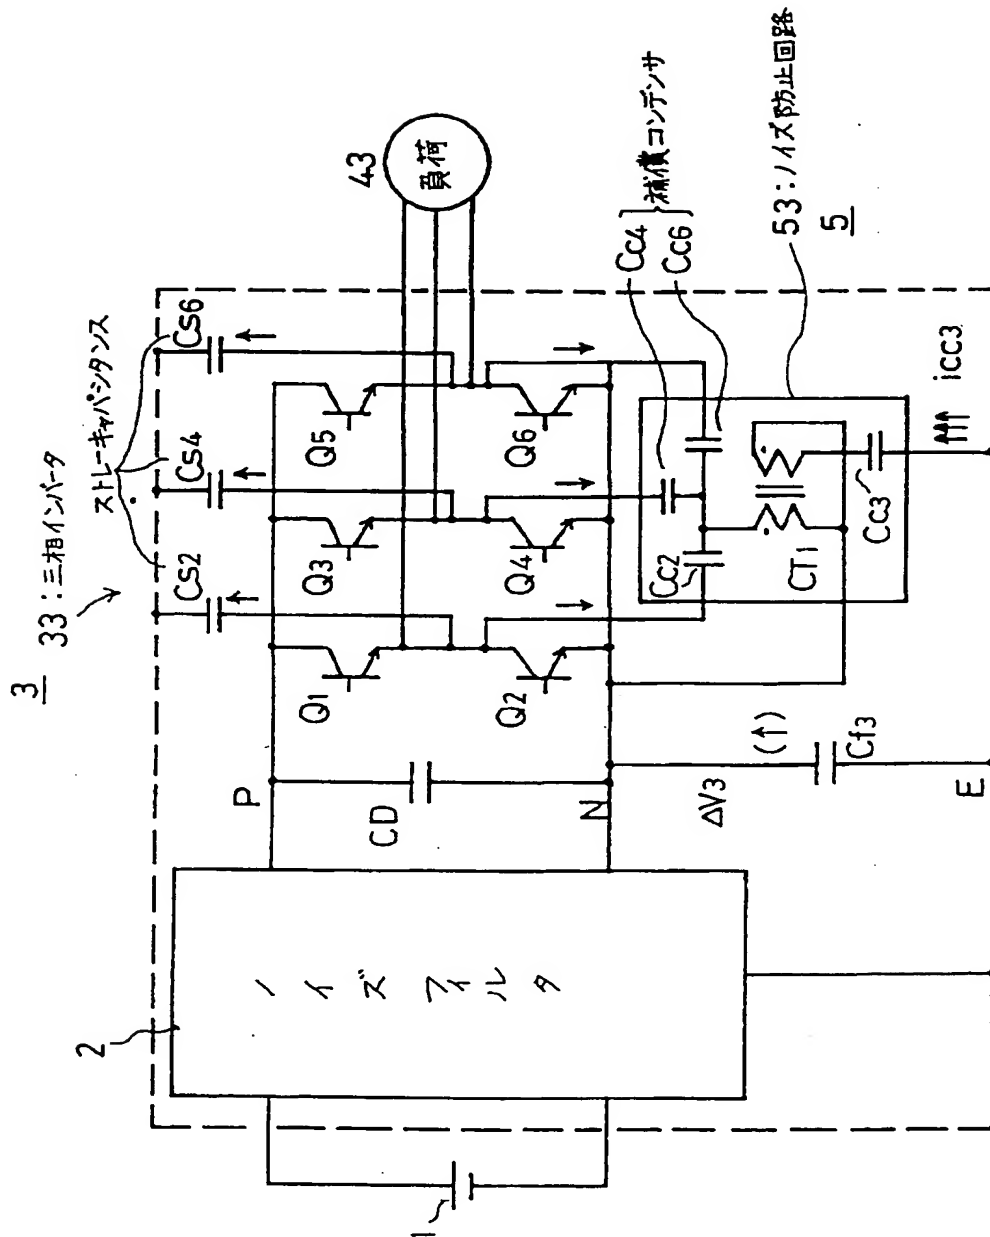 3
33:三相インバータ
ストレーキャパシタンス
Cs2
Cs4
Cs6
43
負荷
P
Q1
Q3
Q5
CD
N
Q2
Q4
Q6
Cc4
Cc6
補償コンデンサ
53:ノイズ防止回路
5
2
ノイズフィルタ
1
ΔV3
(↑)
Cf3
Cc2
CT1
Cc3
icc3
E